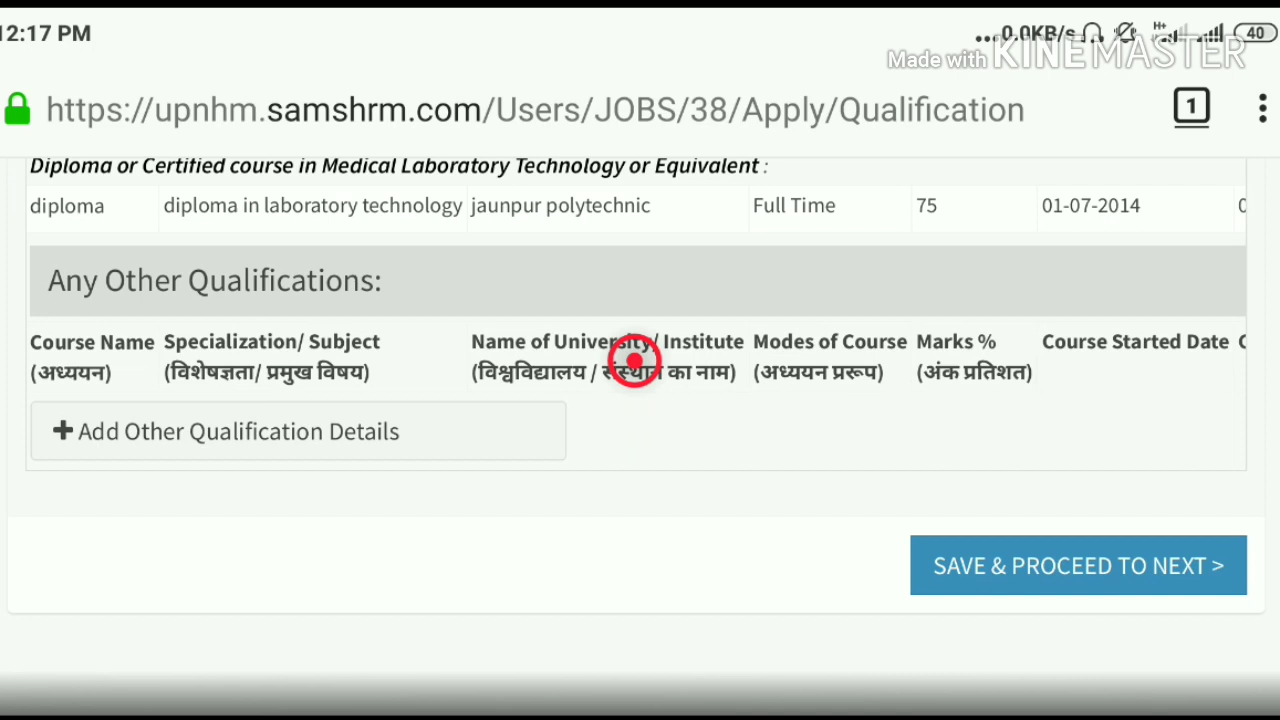 12:17 PM ...0.0KB/s H+ 40
Made with KINEMASTER
https://upnhm.samshrm.com/Users/JOBS/38/Apply/Qualification 1
Diploma or Certified course in Medical Laboratory Technology or Equivalent :
diploma diploma in laboratory technology jaunpur polytechnic Full Time 75 01-07-2014
Any Other Qualifications:
Course Name Specialization/ Subject Name of University/ Institute Modes of Course Marks % Course Started Date
(अध्ययन) (विशेषज्ञता/ प्रमुख विषय) (विश्वविद्यालय / संस्थान का नाम) (अध्ययन प्ररूप) (अंक प्रतिशत)
+ Add Other Qualification Details
SAVE & PROCEED TO NEXT >